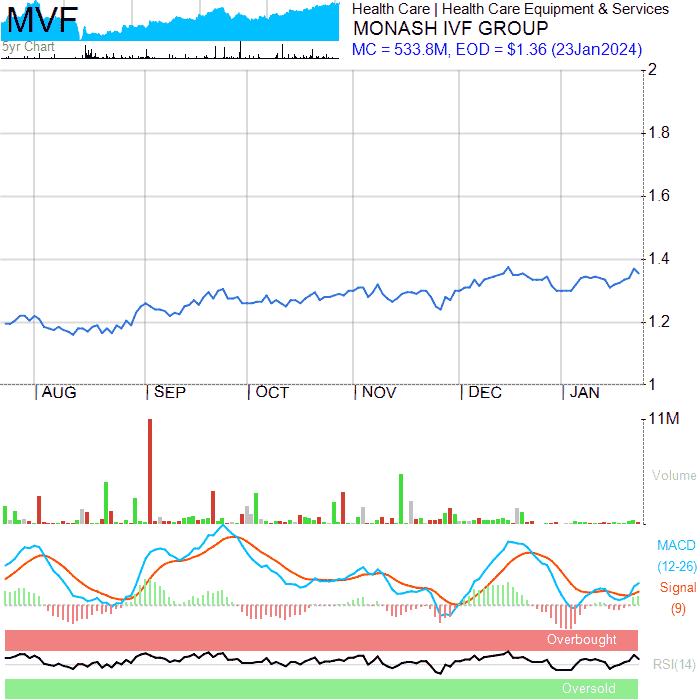 MVF
5yr Chart
Health Care | Health Care Equipment & Services
MONASH IVF GROUP
MC = 533.8M, EOD = $1.36 (23Jan2024)
2
1.8
1.6
1.4
1.2
1
AUG SEP OCT NOV DEC JAN
11M
Volume
MACD
(12-26)
Signal
(9)
Overbought
RSI(14)
Oversold